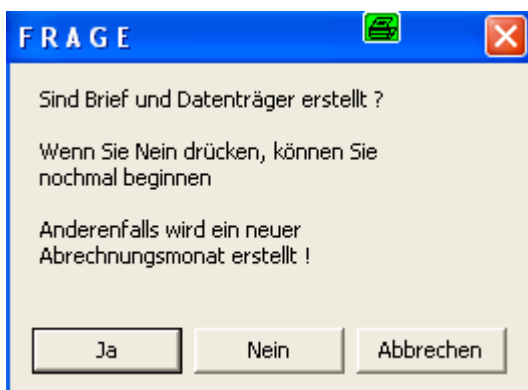 FRAGE
Sind Brief und Datenträger erstellt ?
Wenn Sie Nein drücken, können Sie
nochmal beginnen
Anderenfalls wird ein neuer
Abrechnungsmonat erstellt !
Ja
Nein
Abbrechen